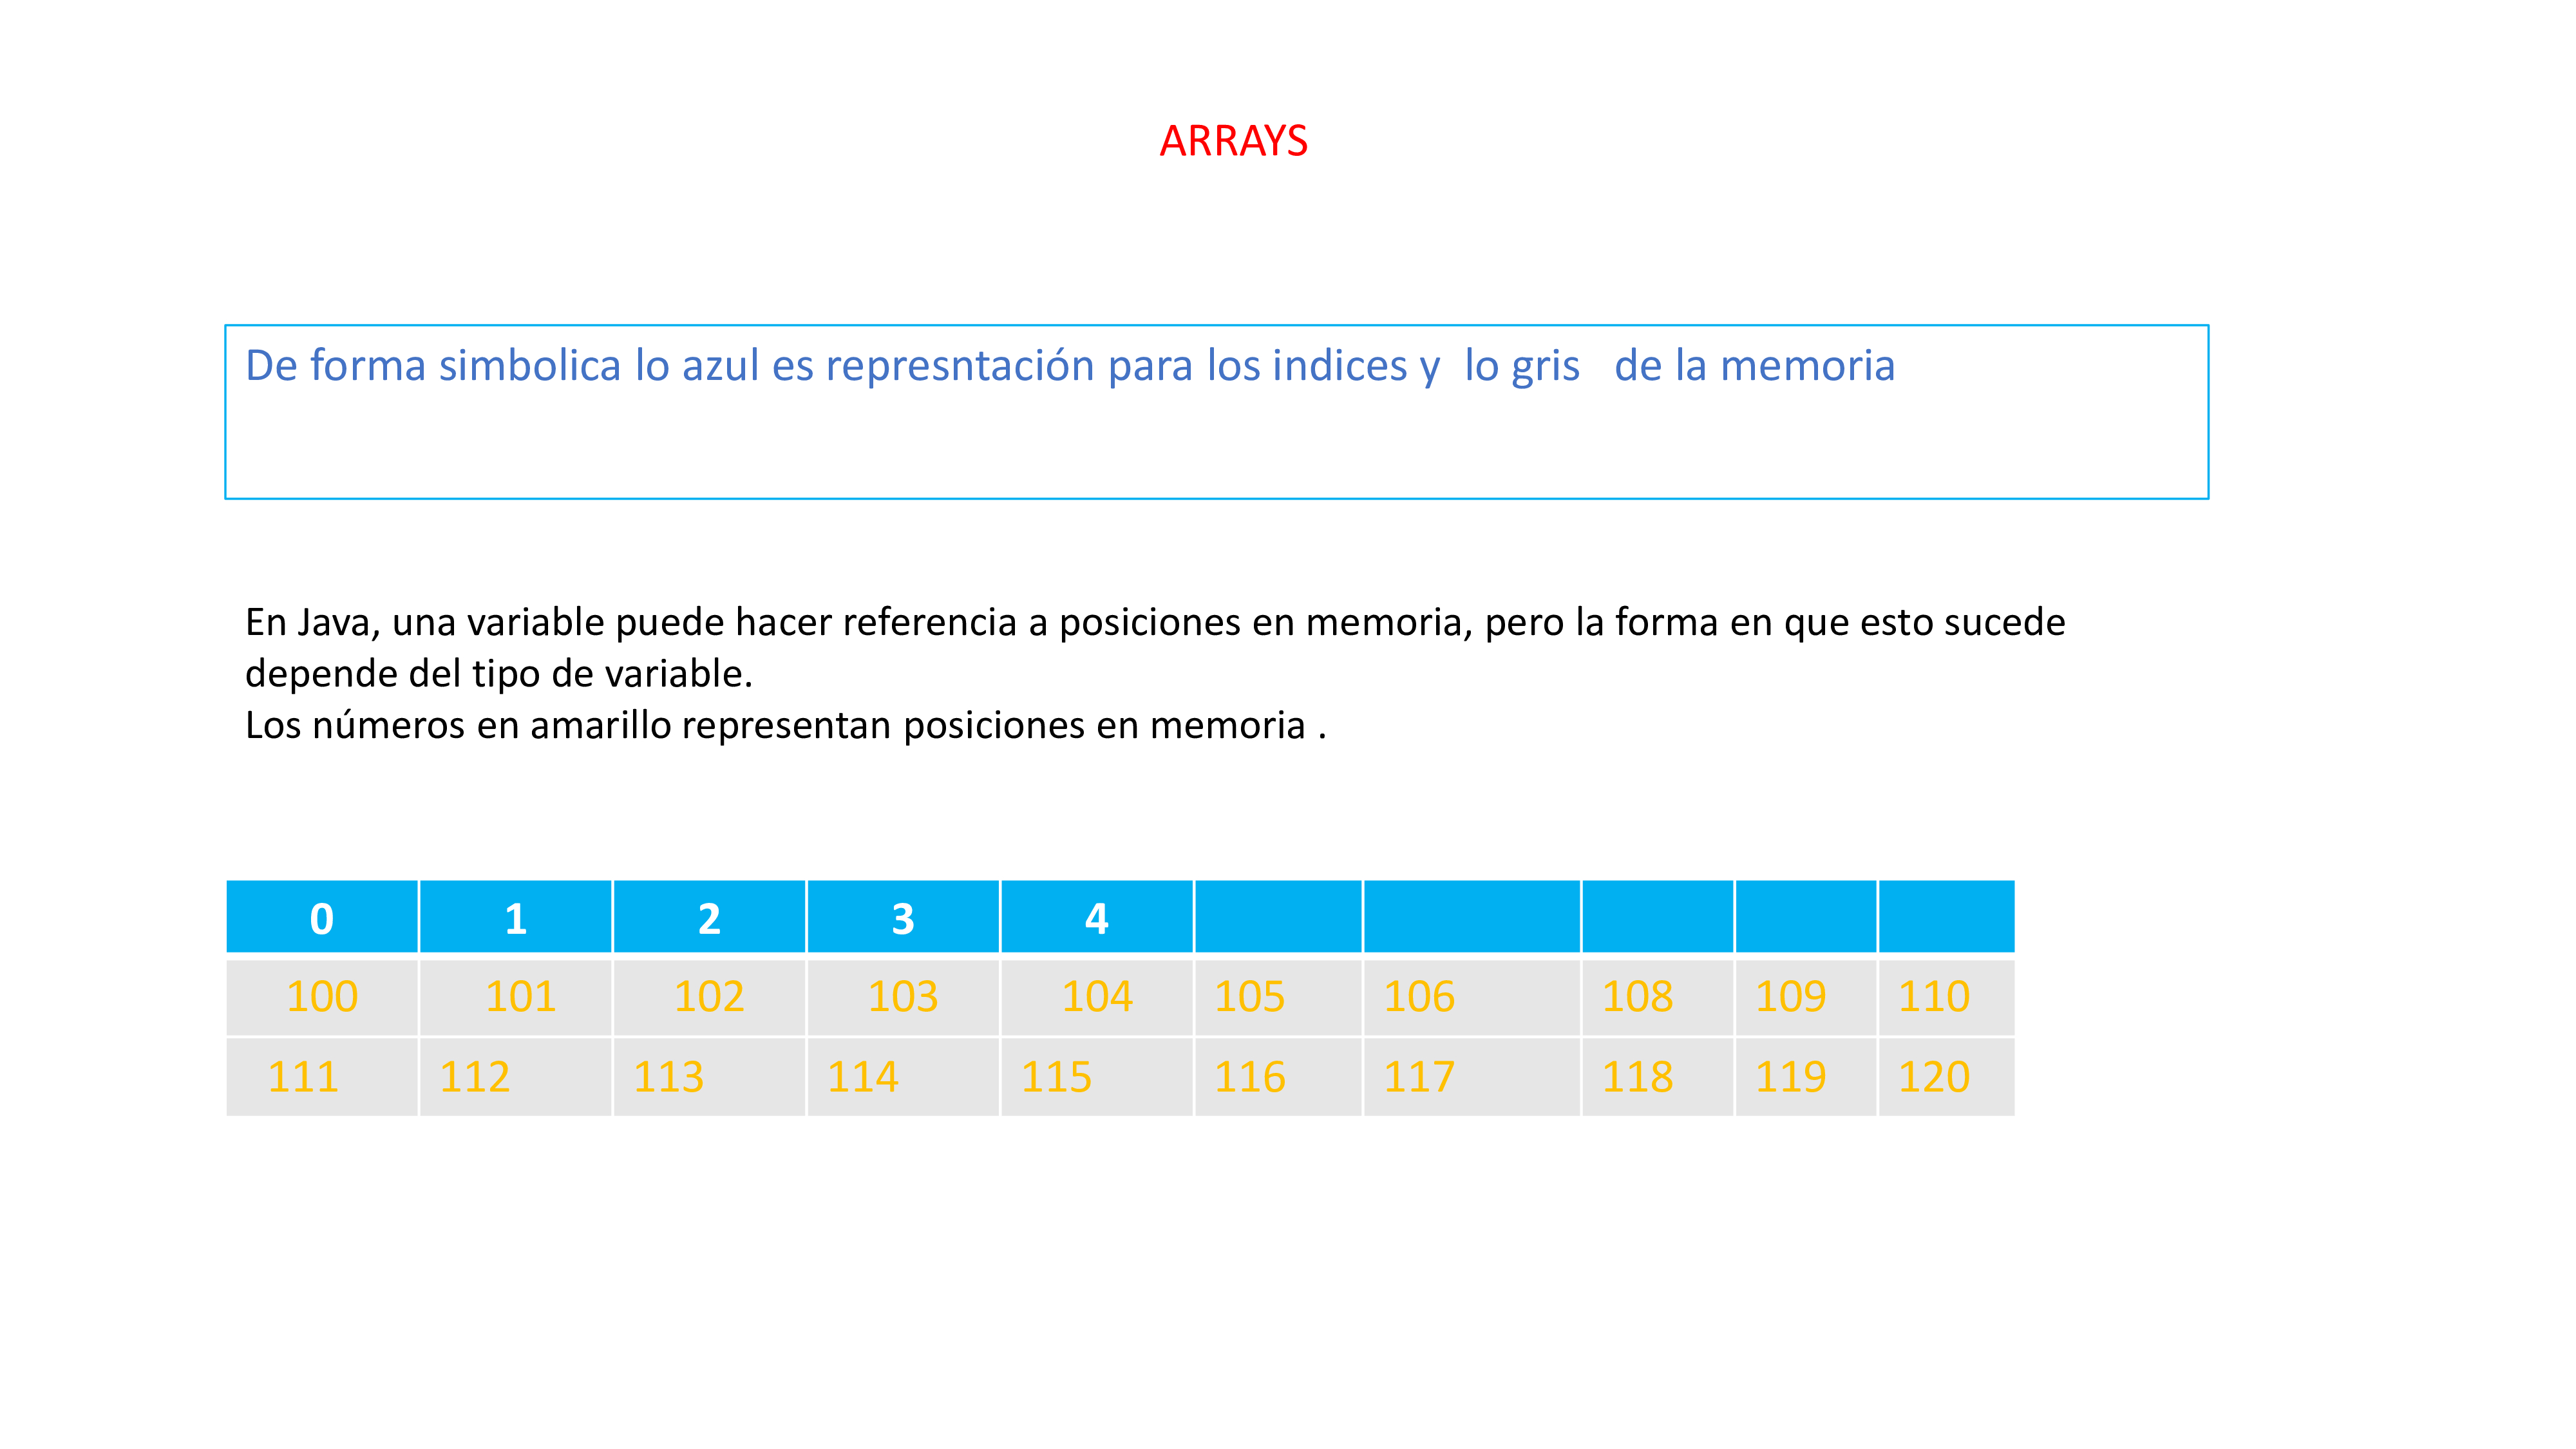 ARRAYS
De forma simbolica lo azul es represntación para los indices y  lo gris   de la memoria
En Java, una variable puede hacer referencia a posiciones en memoria, pero la forma en que esto sucede
depende del tipo de variable.
Los números en amarillo representan posiciones en memoria .
0 1 2 3 4
100 101 102 103 104 105 106 108 109 110
111 112 113 114 115 116 117 118 119 120